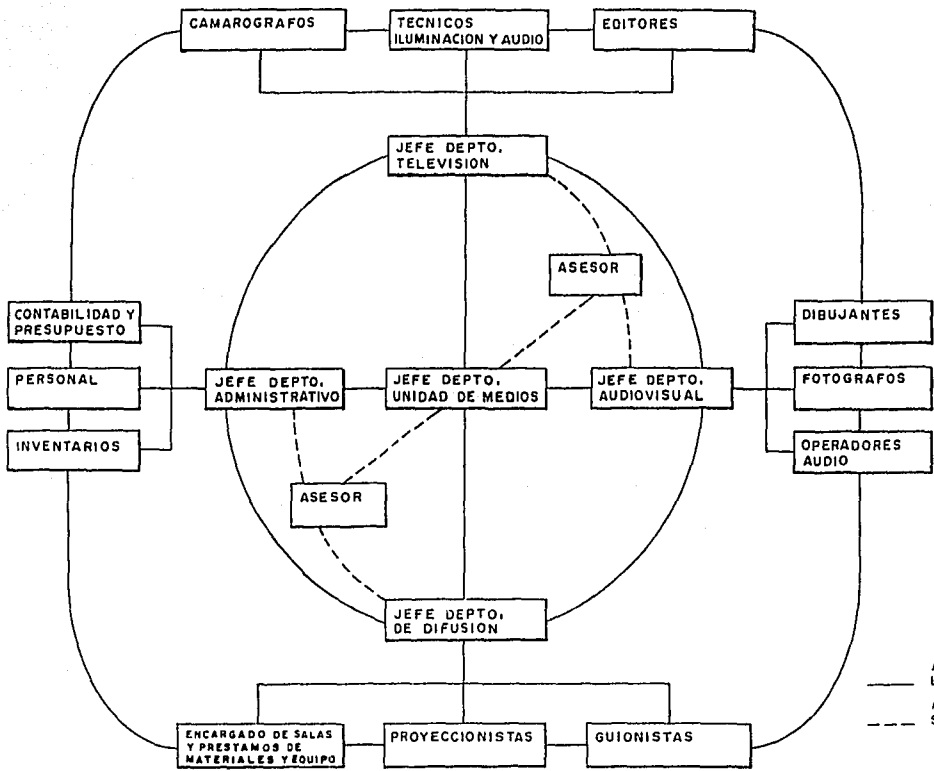 CAMAROGRAFOS
TECNICOS
ILUMINACION Y AUDIO
EDITORES
JEFE DEPTO.
TELEVISION
ASESOR
CONTABILIDAD Y
PRESUPUESTO
DIBUJANTES
PERSONAL
JEFE DEPTO.
ADMINISTRATIVO
JEFE DEPTO.
UNIDAD DE MEDIOS
JEFE DEPTO.
AUDIOVISUAL
FOTOGRAFOS
INVENTARIOS
OPERADORES
AUDIO
ASESOR
JEFE DEPTO.
DE DIFUSION
ENCARGADO DE SALAS
Y PRESTAMOS DE
MATERIALES Y EQUIPO
PROYECCIONISTAS
GUIONISTAS